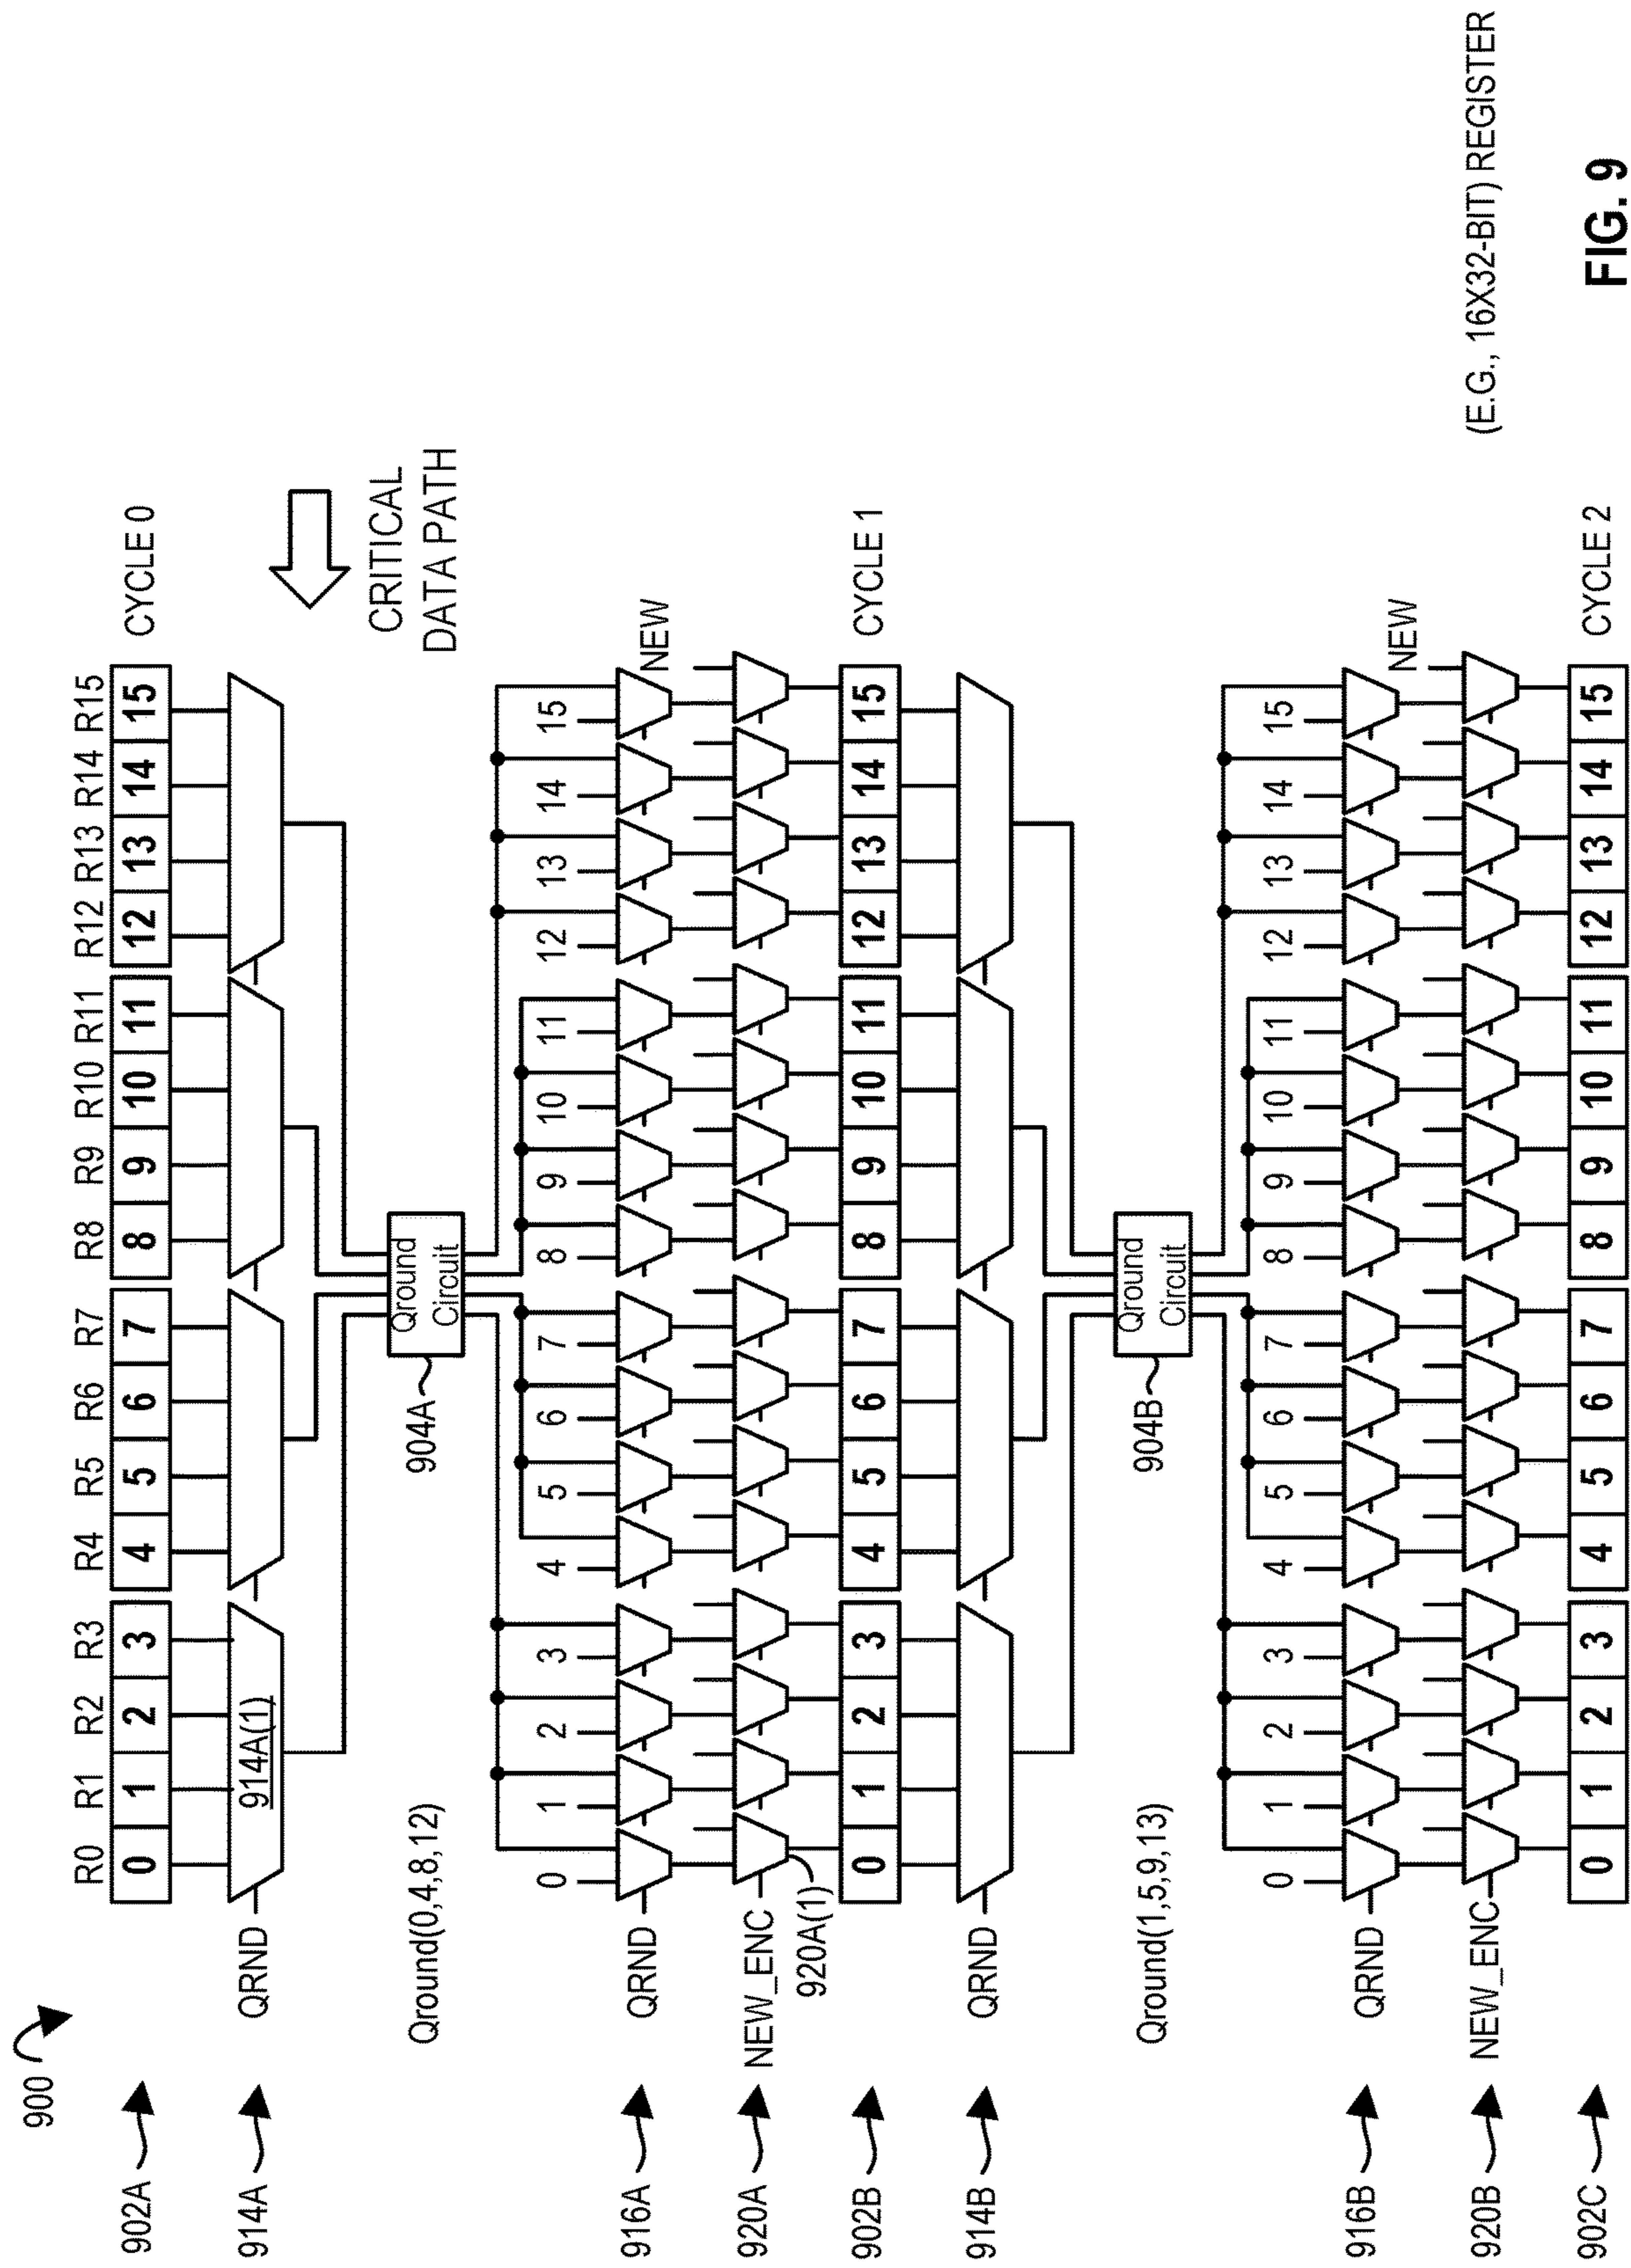 900
902A
R0 R1 R2 R3 R4 R5 R6 R7 R8 R9 R10 R11 R12 R13 R14 R15
0 1 2 3 4 5 6 7 8 9 10 11 12 13 14 15
CYCLE 0
914A
QRND
914A(1)
CRITICAL
DATA PATH
Qround(0,4,8,12)
904A
Qround
Circuit
0 1 2 3 4 5 6 7 8 9 10 11 12 13 14 15
916A
QRND
NEW
920A
NEW_ENC
920A(1)
902B
0 1 2 3 4 5 6 7 8 9 10 11 12 13 14 15
CYCLE 1
914B
QRND
Qround(1,5,9,13)
904B
Qround
Circuit
0 1 2 3 4 5 6 7 8 9 10 11 12 13 14 15
916B
QRND
NEW
920B
NEW_ENC
902C
0 1 2 3 4 5 6 7 8 9 10 11 12 13 14 15
CYCLE 2
(E.G., 16X32-BIT) REGISTER
FIG. 9